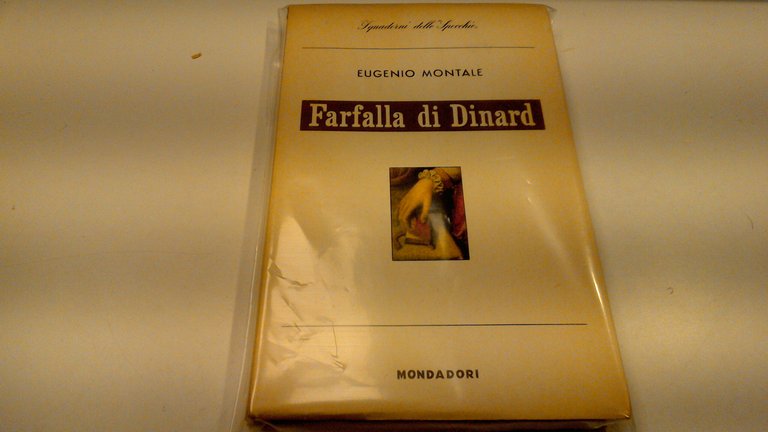 I quaderni dello Specchio
EUGENIO MONTALE
Farfalla di Dinard
MONDADORI